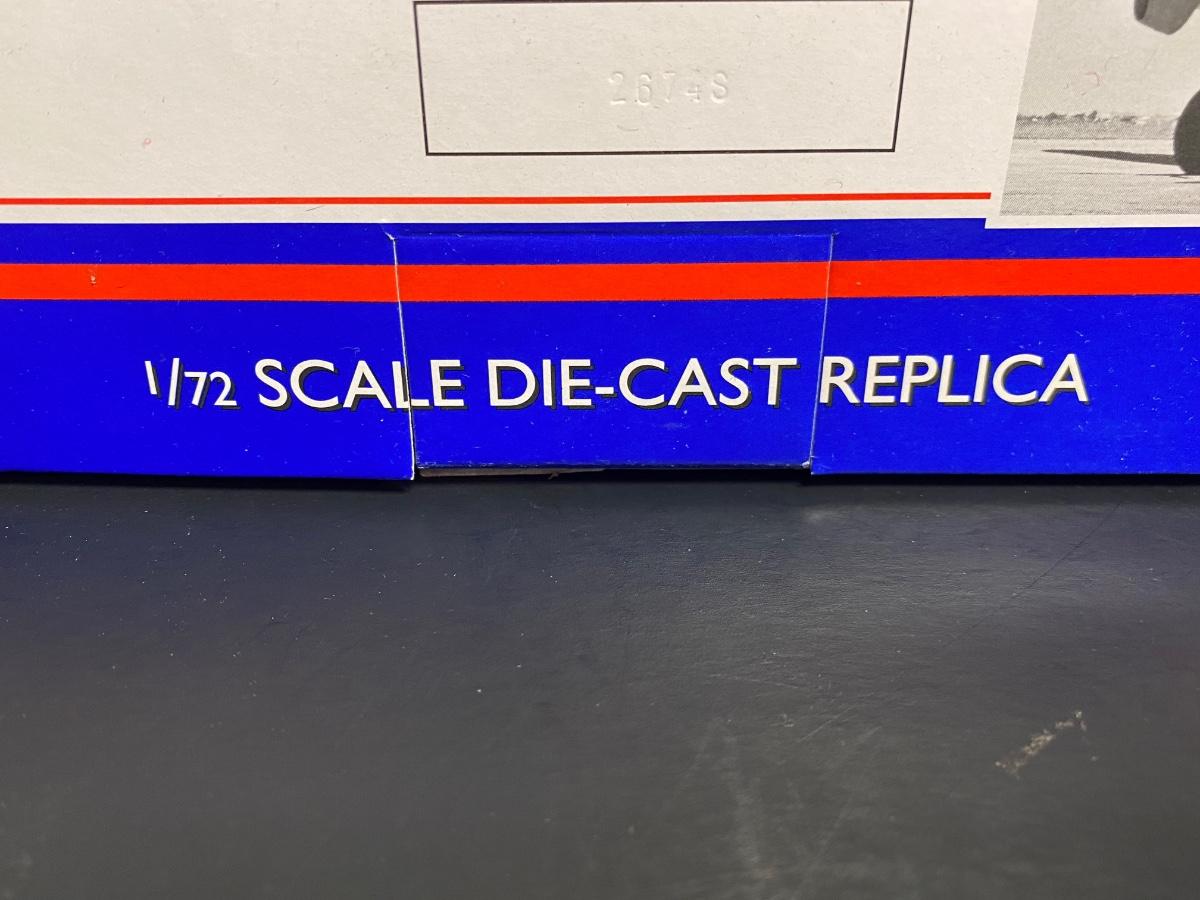 26748
1/72 SCALE DIE-CAST REPLICA